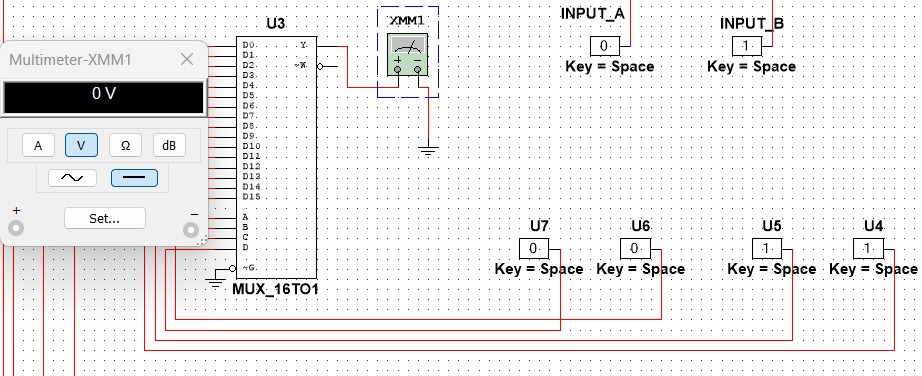 U3
XMM1
INPUT_A
0
Key = Space
INPUT_B
1
Key = Space
Multimeter-XMM1
0 V
A
V
Ω
dB
Set...
+
−
D0
D1
D2
D3
D4
D5
D6
D7
D8
D9
D10
D11
D12
D13
D14
D15
A
B
C
D
~G
Y
~W
MUX_16TO1
+
−
U7
0
Key = Space
U6
0
Key = Space
U5
1
Key = Space
U4
1
Key = Space